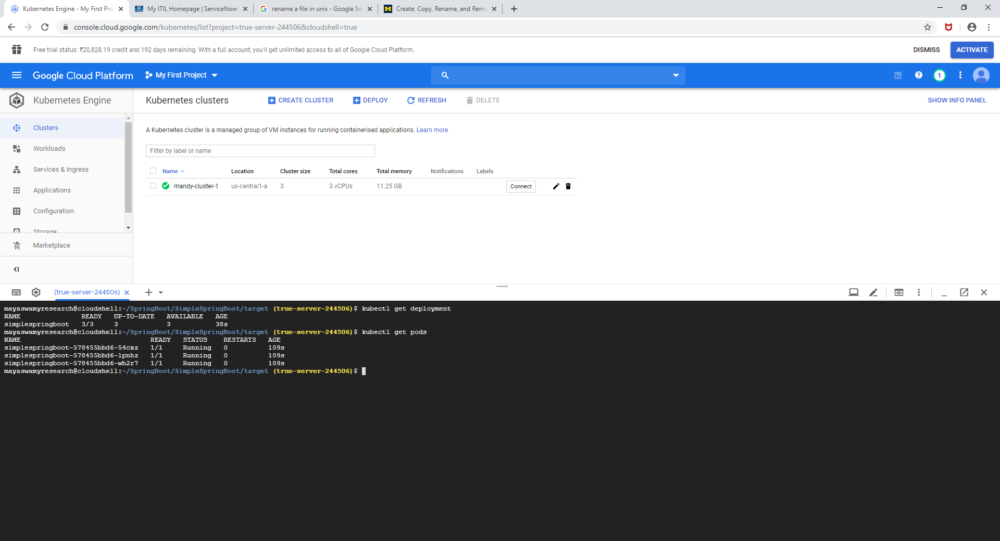 Kubernetes Engine - My First Pro
My ITIL Homepage | ServiceNow
rename a file in unix - Google Se
Create, Copy, Rename, and Remo
console.cloud.google.com/kubernetes/list?project=true-server-244506&cloudshell=true
Free trial status: ₹20,828.19 credit and 192 days remaining. With a full account, you'll get unlimited access to all of Google Cloud Platform.
DISMISS
ACTIVATE
Google Cloud Platform
My First Project
1
Kubernetes Engine
Kubernetes clusters
CREATE CLUSTER
DEPLOY
REFRESH
DELETE
SHOW INFO PANEL
Clusters
Workloads
Services & Ingress
Applications
Configuration
Storage
Marketplace
A Kubernetes cluster is a managed group of VM instances for running containerised applications. Learn more
Filter by label or name
Name Location Cluster size Total cores Total memory Notifications Labels
mandy-cluster-1 us-central1-a 3 3 vCPUs 11.25 GB Connect
(true-server-244506)
mayaswamyresearch@cloudshell:~/SpringBoot/SimpleSpringBoot/target (true-server-244506)$ kubectl get deployment
NAME READY UP-TO-DATE AVAILABLE AGE
simplespringboot 3/3 3 3 38s
mayaswamyresearch@cloudshell:~/SpringBoot/SimpleSpringBoot/target (true-server-244506)$ kubectl get pods
NAME READY STATUS RESTARTS AGE
simplespringboot-578455bbd6-54cxz 1/1 Running 0 109s
simplespringboot-578455bbd6-lpnhz 1/1 Running 0 109s
simplespringboot-578455bbd6-wh2r7 1/1 Running 0 109s
mayaswamyresearch@cloudshell:~/SpringBoot/SimpleSpringBoot/target (true-server-244506)$